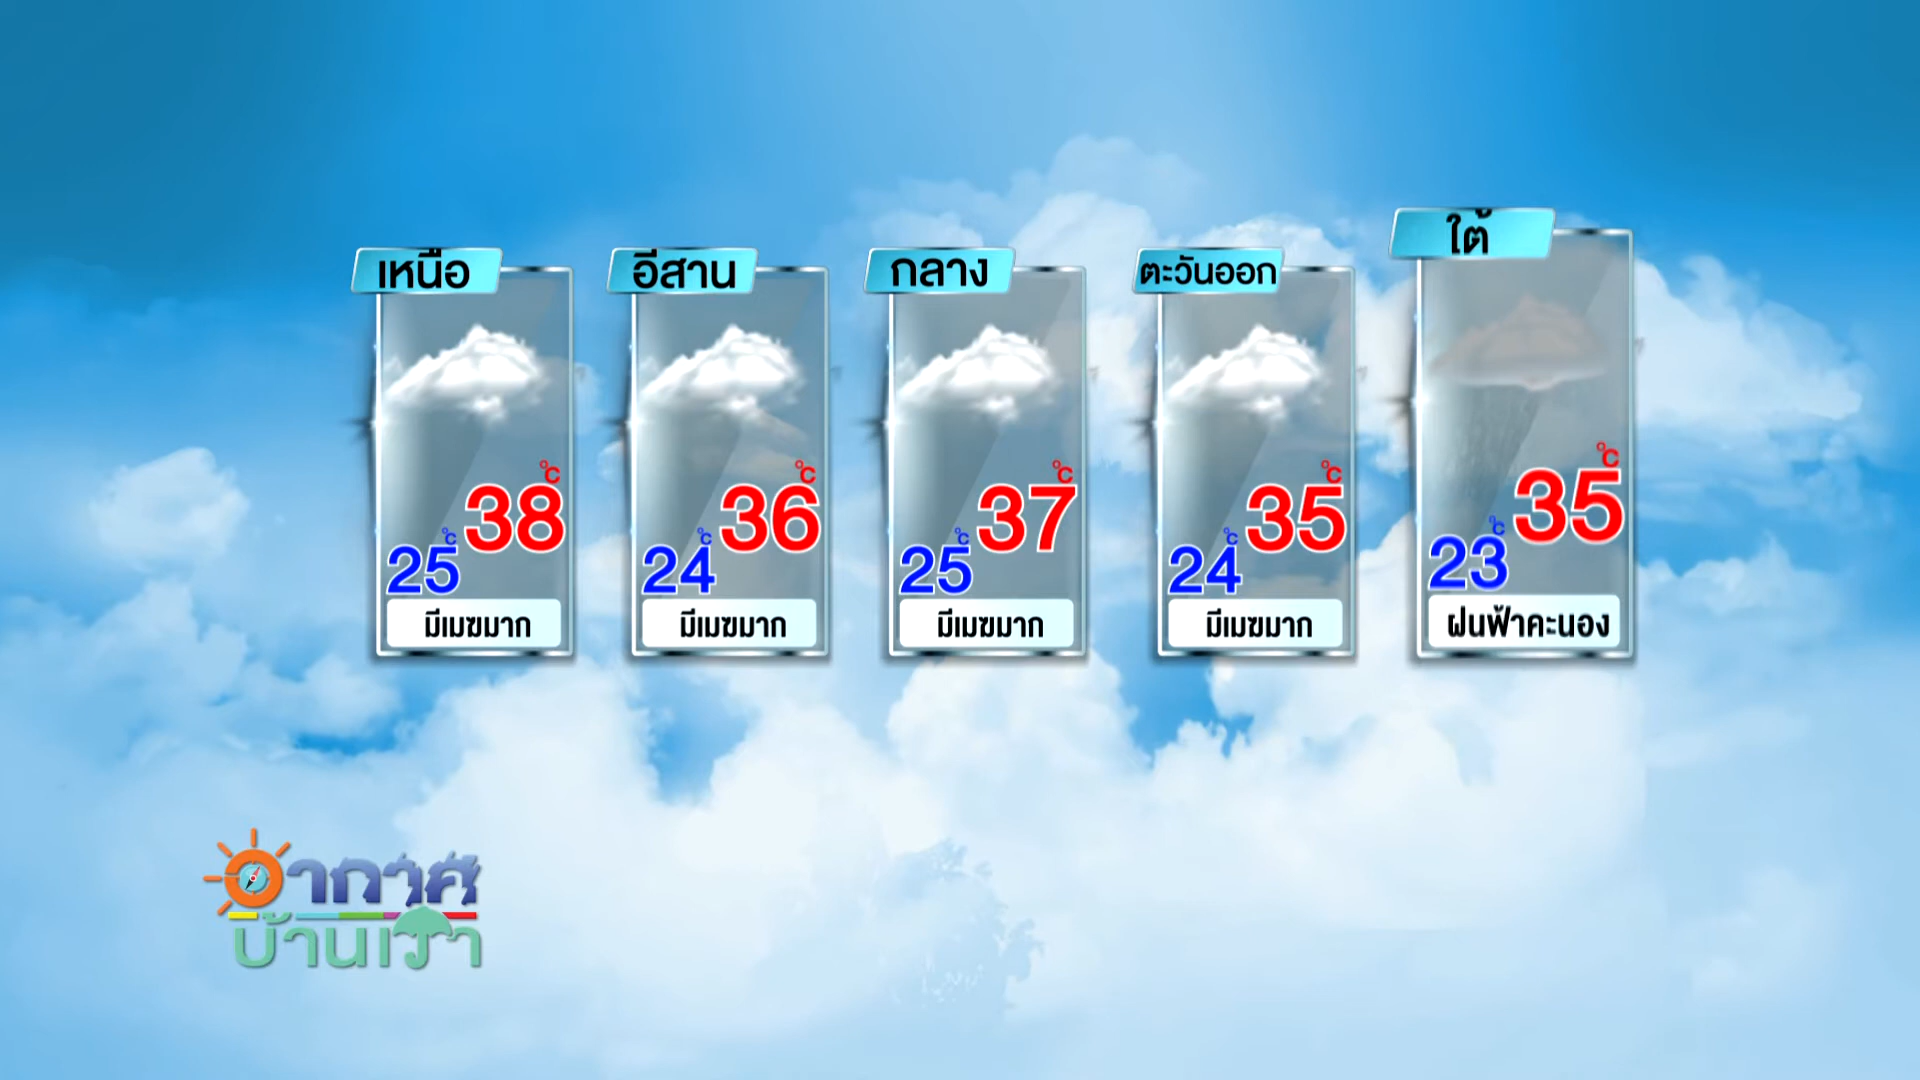 เหนือ
38℃
25℃
มีเมฆมาก
อีสาน
36℃
24℃
มีเมฆมาก
กลาง
37℃
25℃
มีเมฆมาก
ตะวันออก
35℃
24℃
มีเมฆมาก
ใต้
35℃
23℃
ฝนฟ้าคะนอง
อากาศ
บ้านเรา